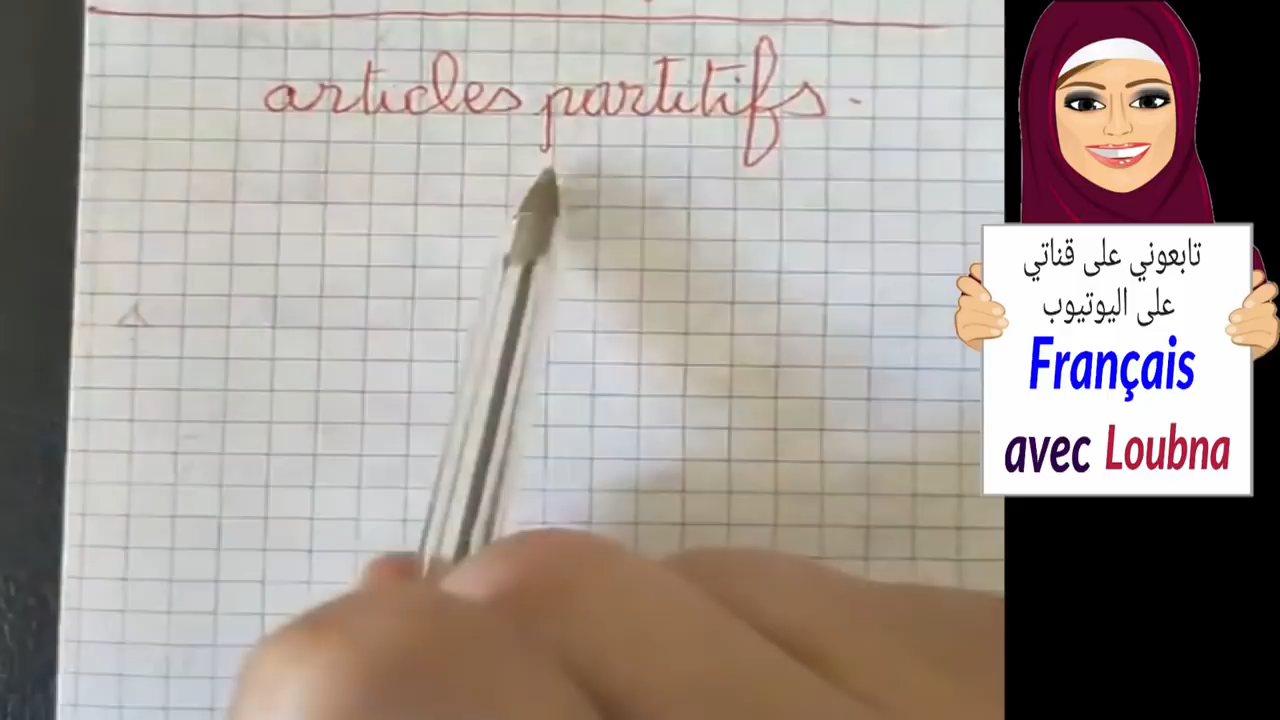 articles partitifs.
تابعوني على قناتي
على اليوتيوب
Français
avec Loubna